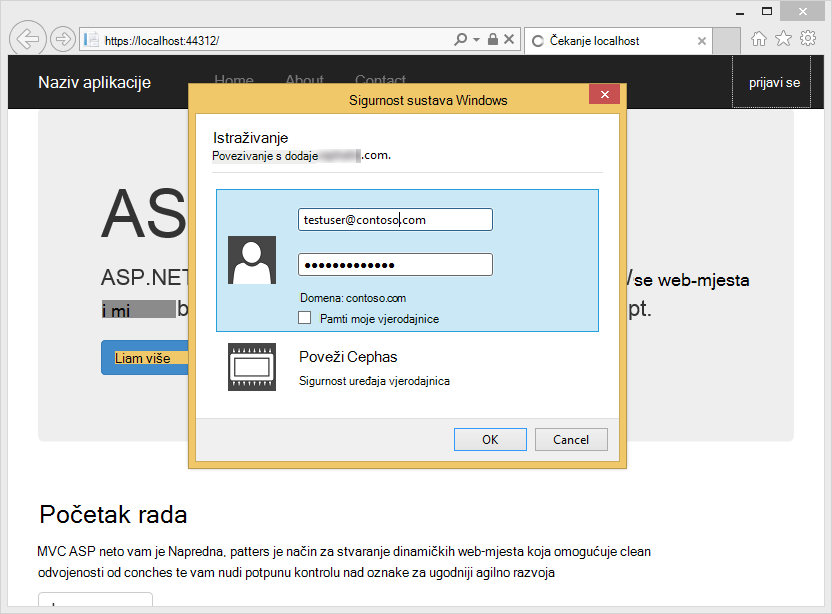 https://localhost:44312/
Čekanje localhost
Naziv aplikacije
Home
About
Contact
prijavi se
Sigurnost sustava Windows
Istraživanje
Povezivanje s dodaje .com.
testuser@contoso.com
•••••••••••••
Domena: contoso.com
Pamti moje vjerodajnice
Poveži Cephas
Sigurnost uređaja vjerodajnica
OK
Cancel
AS
ASP.NET
/se web-mjesta
i mi
b
pt.
Liam više
Početak rada
MVC ASP neto vam je Napredna, patters je način za stvaranje dinamičkih web-mjesta koja omogućuje clean
odvojenosti od conches te vam nudi potpunu kontrolu nad oznake za ugodniji agilno razvoja